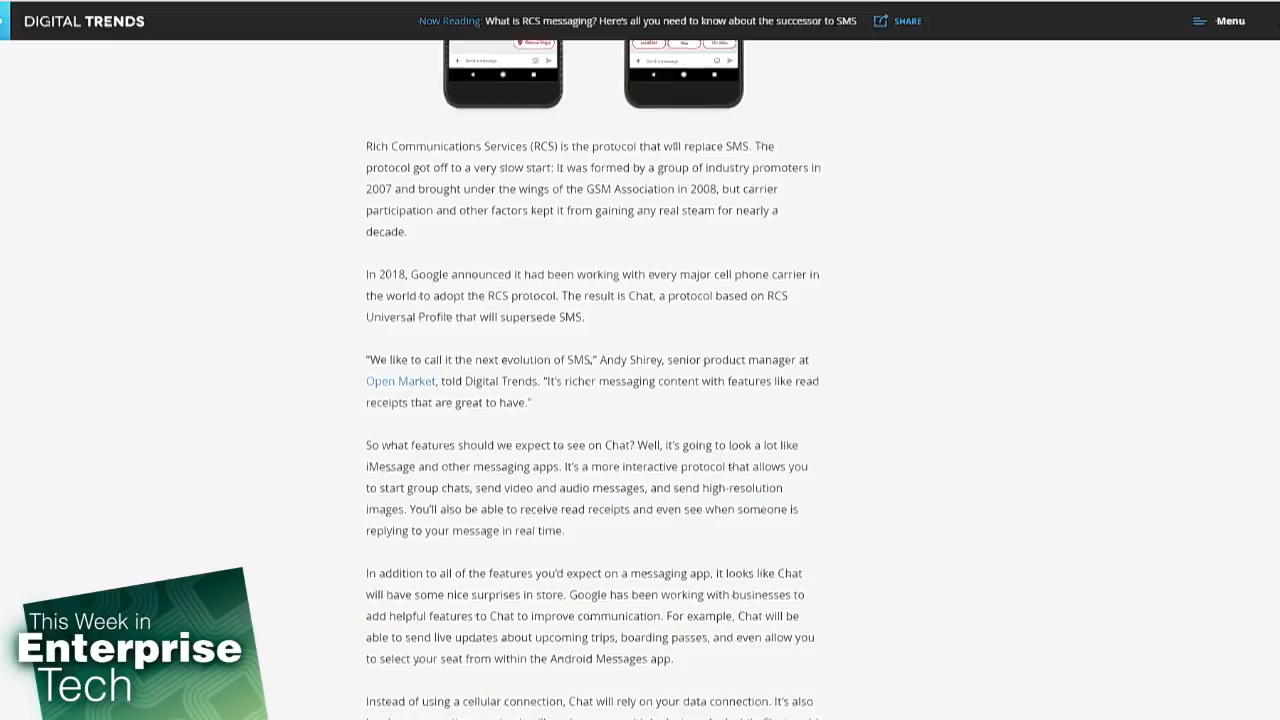 DIGITAL TRENDS
Now Reading: What is RCS messaging? Here's all you need to know about the successor to SMS
SHARE
Menu
Send a message
Send a message
Rich Communications Services (RCS) is the protocol that will replace SMS. The
protocol got off to a very slow start: It was formed by a group of industry promoters in
2007 and brought under the wings of the GSM Association in 2008, but carrier
participation and other factors kept it from gaining any real steam for nearly a
decade.
In 2018, Google announced it had been working with every major cell phone carrier in
the world to adopt the RCS protocol. The result is Chat, a protocol based on RCS
Universal Profile that will supersede SMS.
“We like to call it the next evolution of SMS,” Andy Shirey, senior product manager at
Open Market, told Digital Trends. “It's richer messaging content with features like read
receipts that are great to have.”
So what features should we expect to see on Chat? Well, it's going to look a lot like
iMessage and other messaging apps. It's a more interactive protocol that allows you
to start group chats, send video and audio messages, and send high-resolution
images. You'll also be able to receive read receipts and even see when someone is
replying to your message in real time.
In addition to all of the features you'd expect on a messaging app, it looks like Chat
will have some nice surprises in store. Google has been working with businesses to
add helpful features to Chat to improve communication. For example, Chat will be
able to send live updates about upcoming trips, boarding passes, and even allow you
to select your seat from within the Android Messages app.
Instead of using a cellular connection, Chat will rely on your data connection. It's also
This Week in
Enterprise
Tech